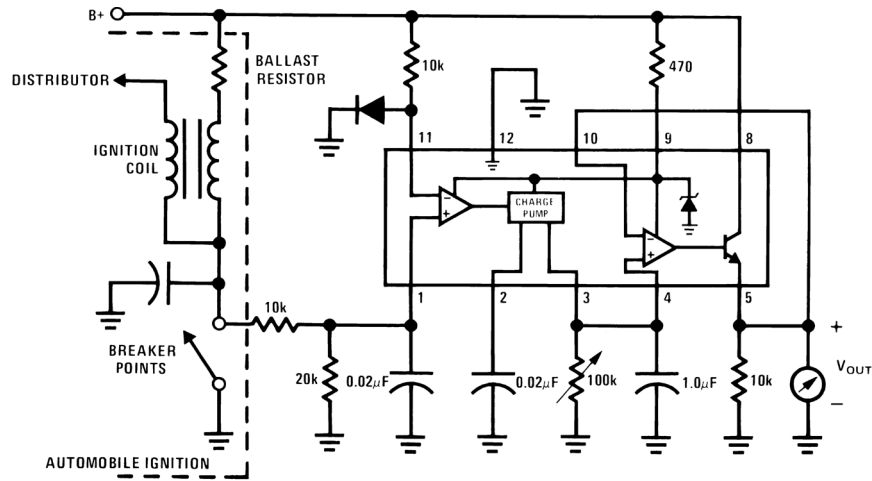 B+
BALLAST
RESISTOR
DISTRIBUTOR
10k
470
11
12
10
9
8
IGNITION
COIL
CHARGE
PUMP
−
+
−
+
1
2
3
4
5
10k
BREAKER
POINTS
20k
0.02μF
0.02μF
100k
1.0μF
10k
+
VOUT
−
AUTOMOBILE IGNITION